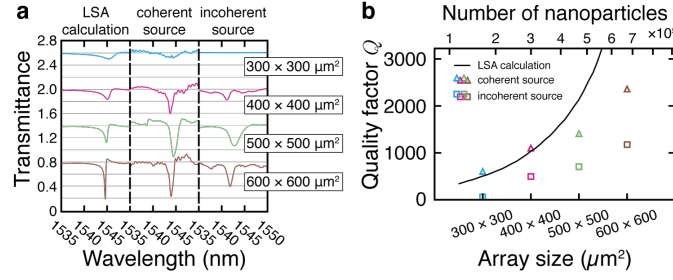 a
LSA calculation
coherent source
incoherent source
Transmittance
2.8
2.4
2.0
1.6
1.2
0.8
0.4
0
300 × 300 μm²
400 × 400 μm²
500 × 500 μm²
600 × 600 μm²
1535
1540
1545
1535
1540
1545
1535
1540
1545
1550
Wavelength (nm)
b
Number of nanoparticles
1
2
3
4
5
6
7
Quality factor Q
3000
2000
1000
0
LSA calculation
coherent source
incoherent source
300 × 300
400 × 400
500 × 500
600 × 600
Array size (μm²)